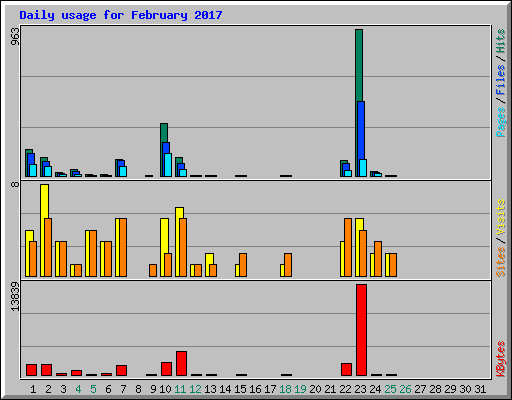 Daily usage for February 2017
963
Pages / Files / Hits
8
Sites / Visits
13839
KBytes
1 2 3 4 5 6 7 8 9 10 11 12 13 14 15 16 17 18 19 20 21 22 23 24 25 26 27 28 29 30 31